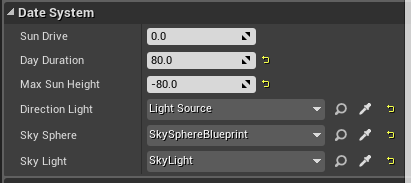 Date System
Sun Drive 0.0
Day Duration 80.0
Max Sun Height -80.0
Direction Light Light Source
Sky Sphere SkySphereBlueprint
Sky Light SkyLight